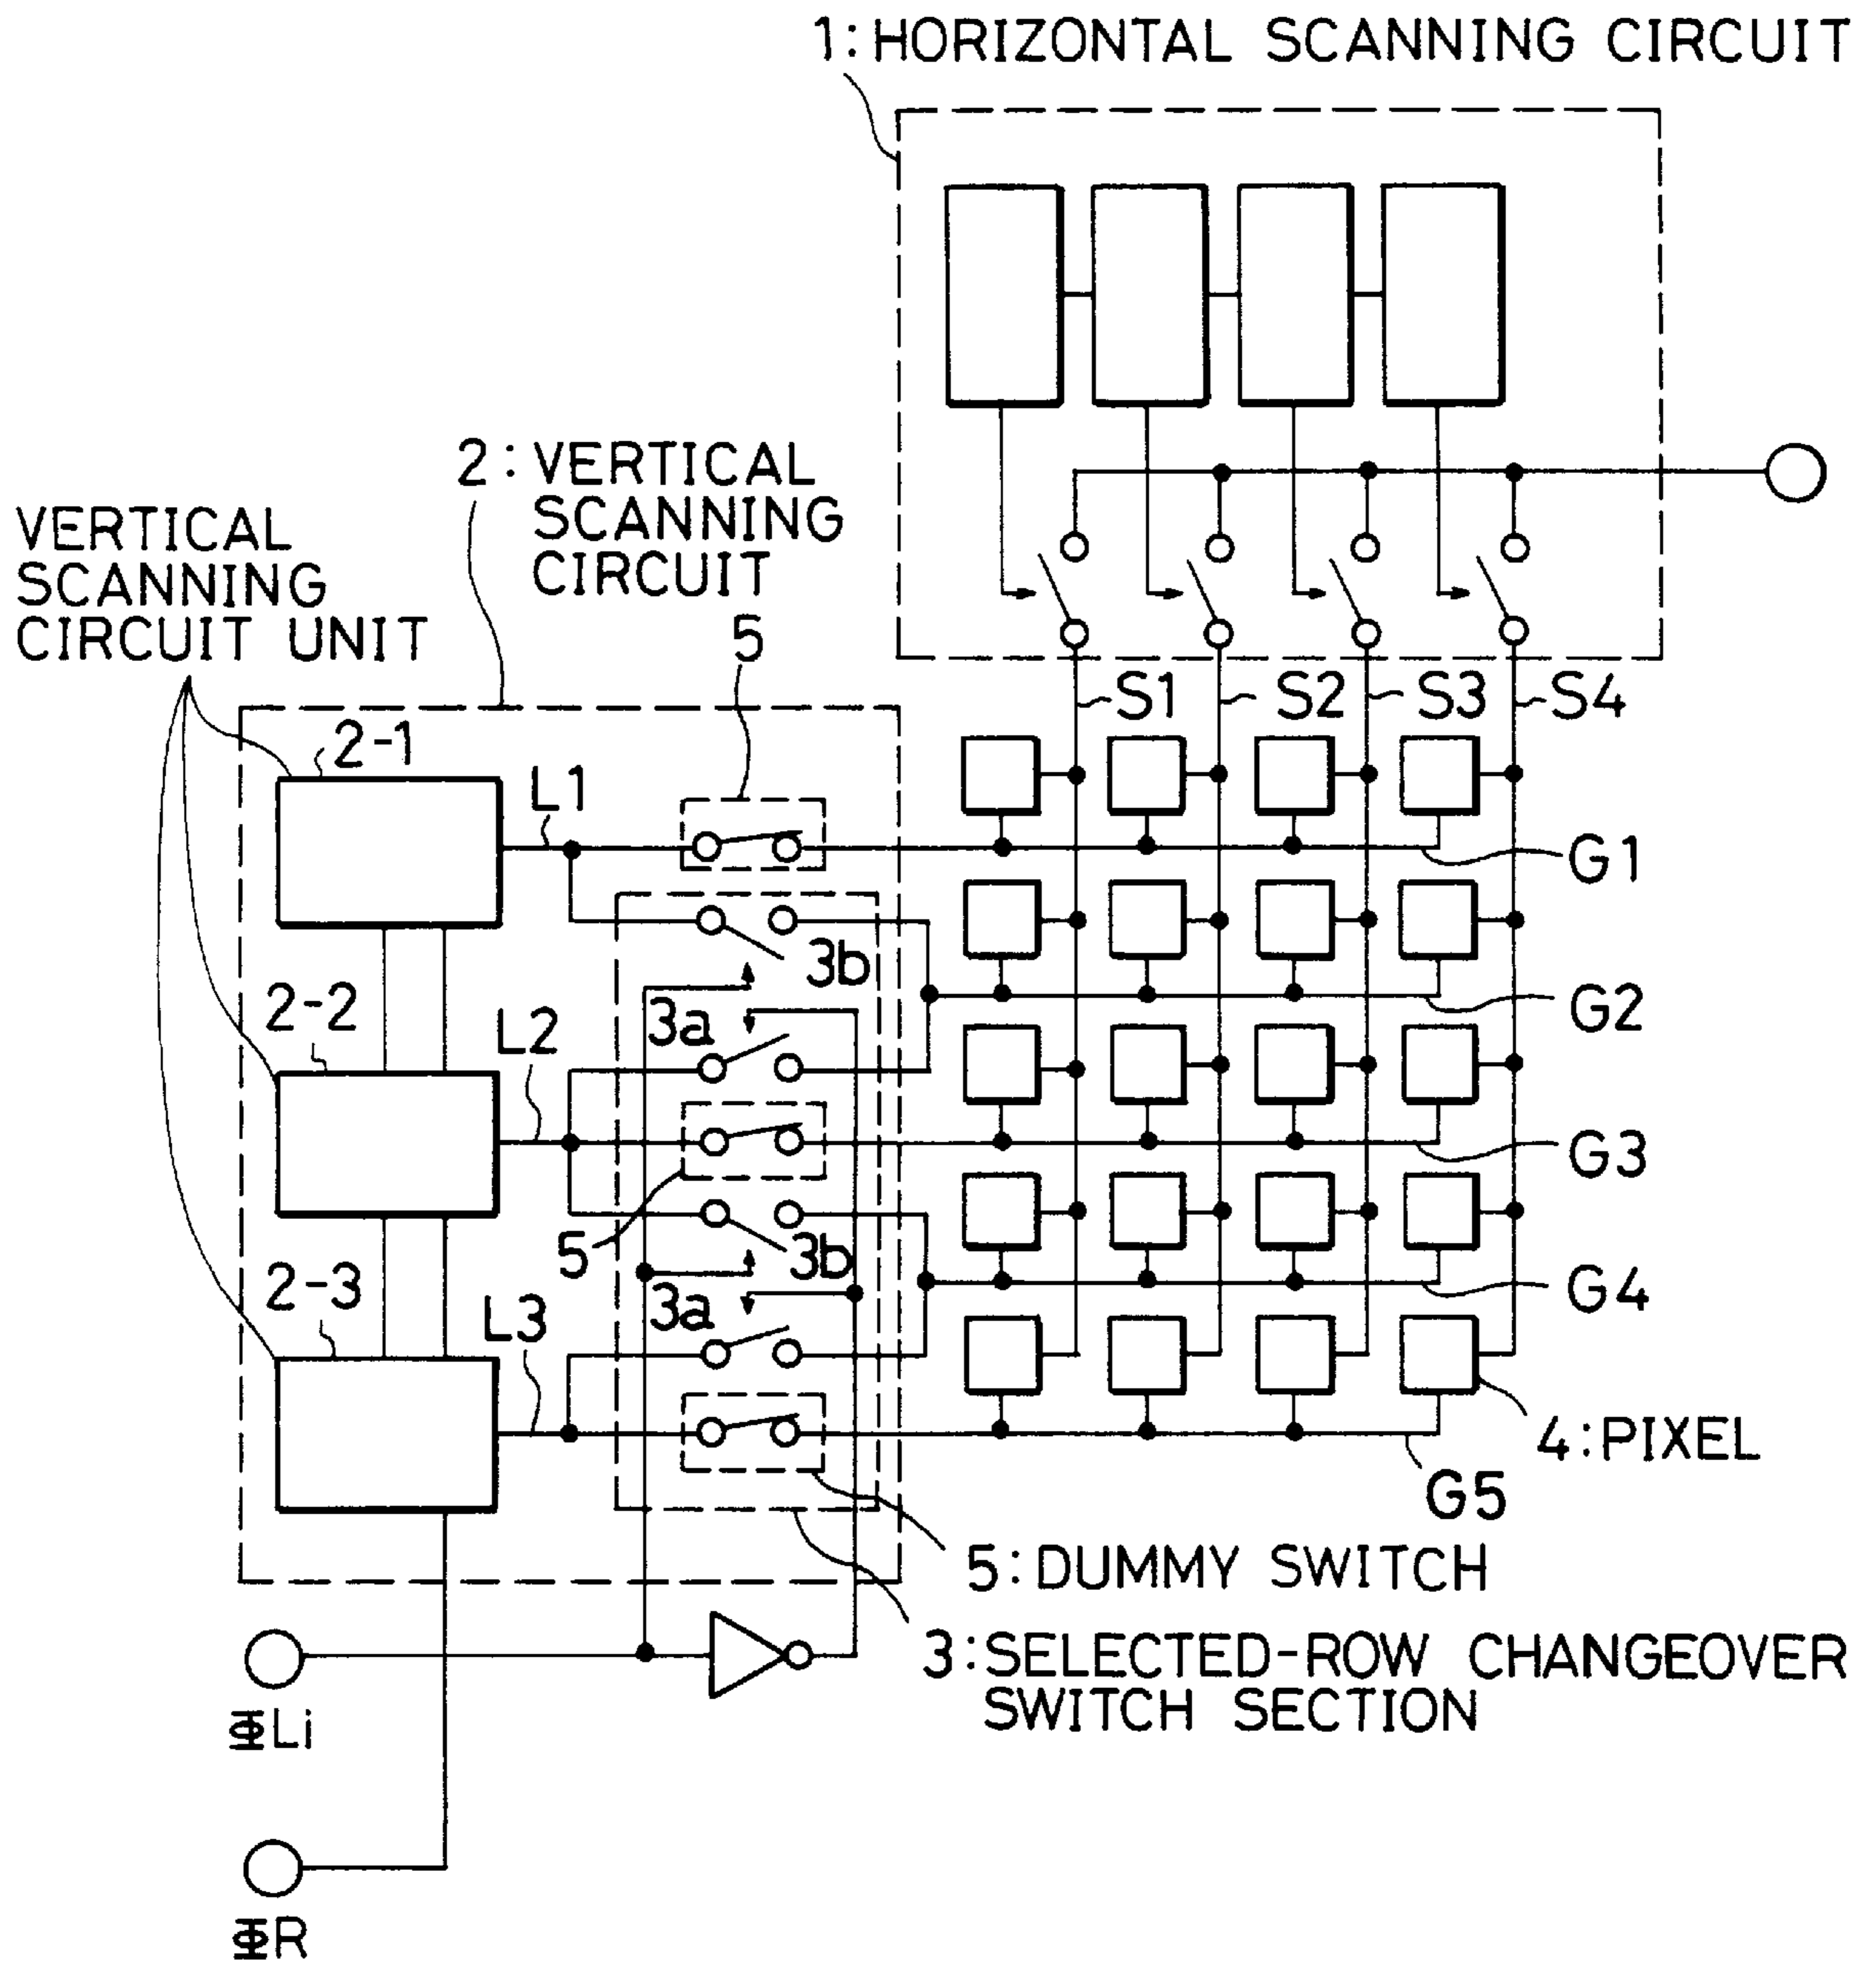 1: HORIZONTAL SCANNING CIRCUIT
2: VERTICAL
SCANNING
CIRCUIT
VERTICAL
SCANNING
CIRCUIT UNIT
5
S1
S2
S3
S4
2-1
L1
G1
3b
2-2
L2
3a
G2
G3
5
3b
2-3
L3
3a
G4
4: PIXEL
G5
5: DUMMY SWITCH
3: SELECTED-ROW CHANGEOVER
SWITCH SECTION
ΦLi
ΦR